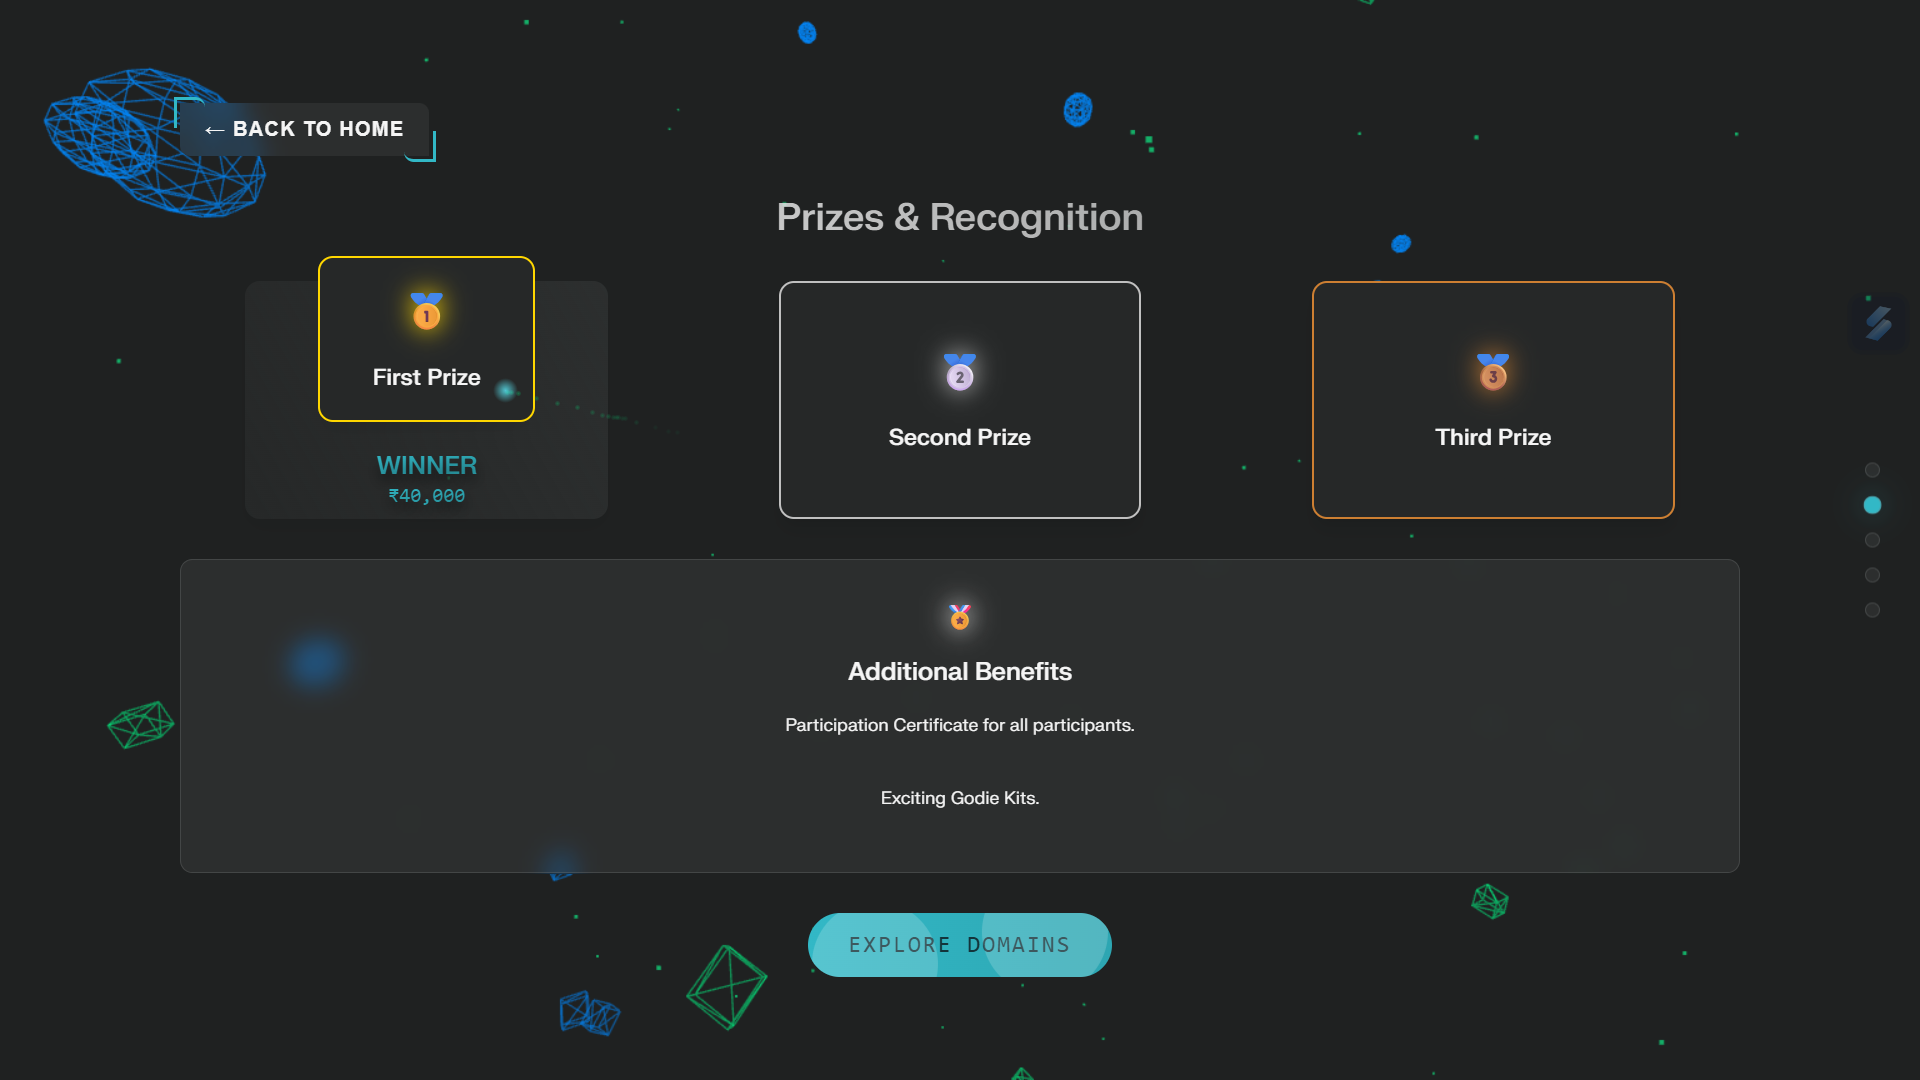 ← BACK TO HOME
Prizes & Recognition
1
First Prize
WINNER
₹40,000
2
Second Prize
3
Third Prize
Additional Benefits
Participation Certificate for all participants.
Exciting Godie Kits.
EXPLORE DOMAINS